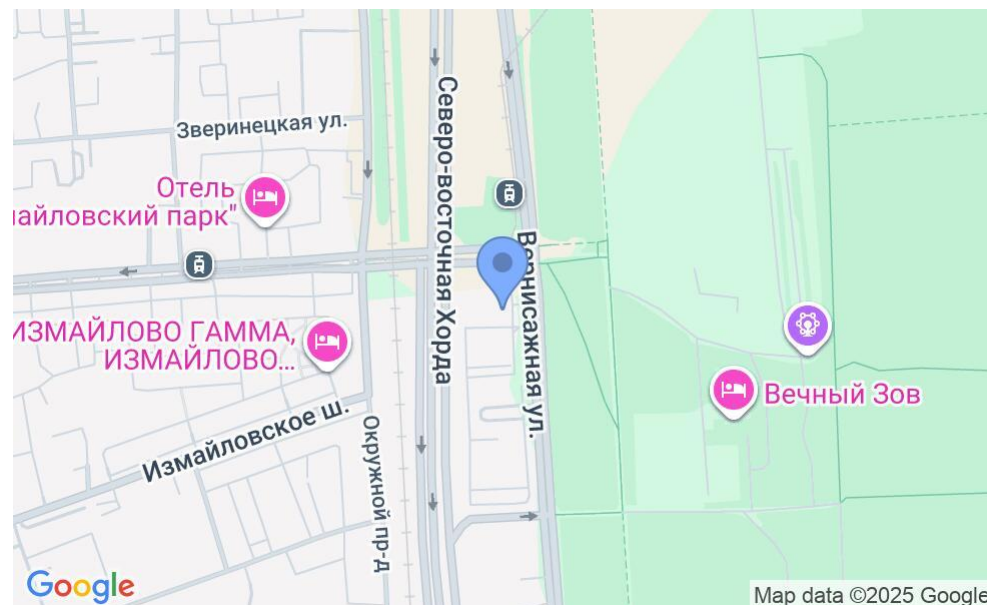 Зверинецкая ул.
Северо-восточная Хорда
Отель
майловский парк"
Вернисажная ул.
ИЗМАЙЛОВО ГАММА,
ИЗМАЙЛОВО...
Вечный Зов
Измайловское ш.
Окружной пр-д
Google
Map data ©2025 Google